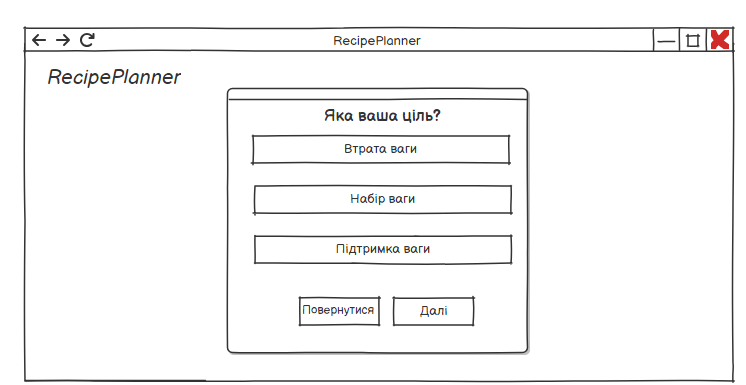 RecipePlanner
RecipePlanner
Яка ваша ціль?
Втрата ваги
Набір ваги
Підтримка ваги
Повернутися
Далі